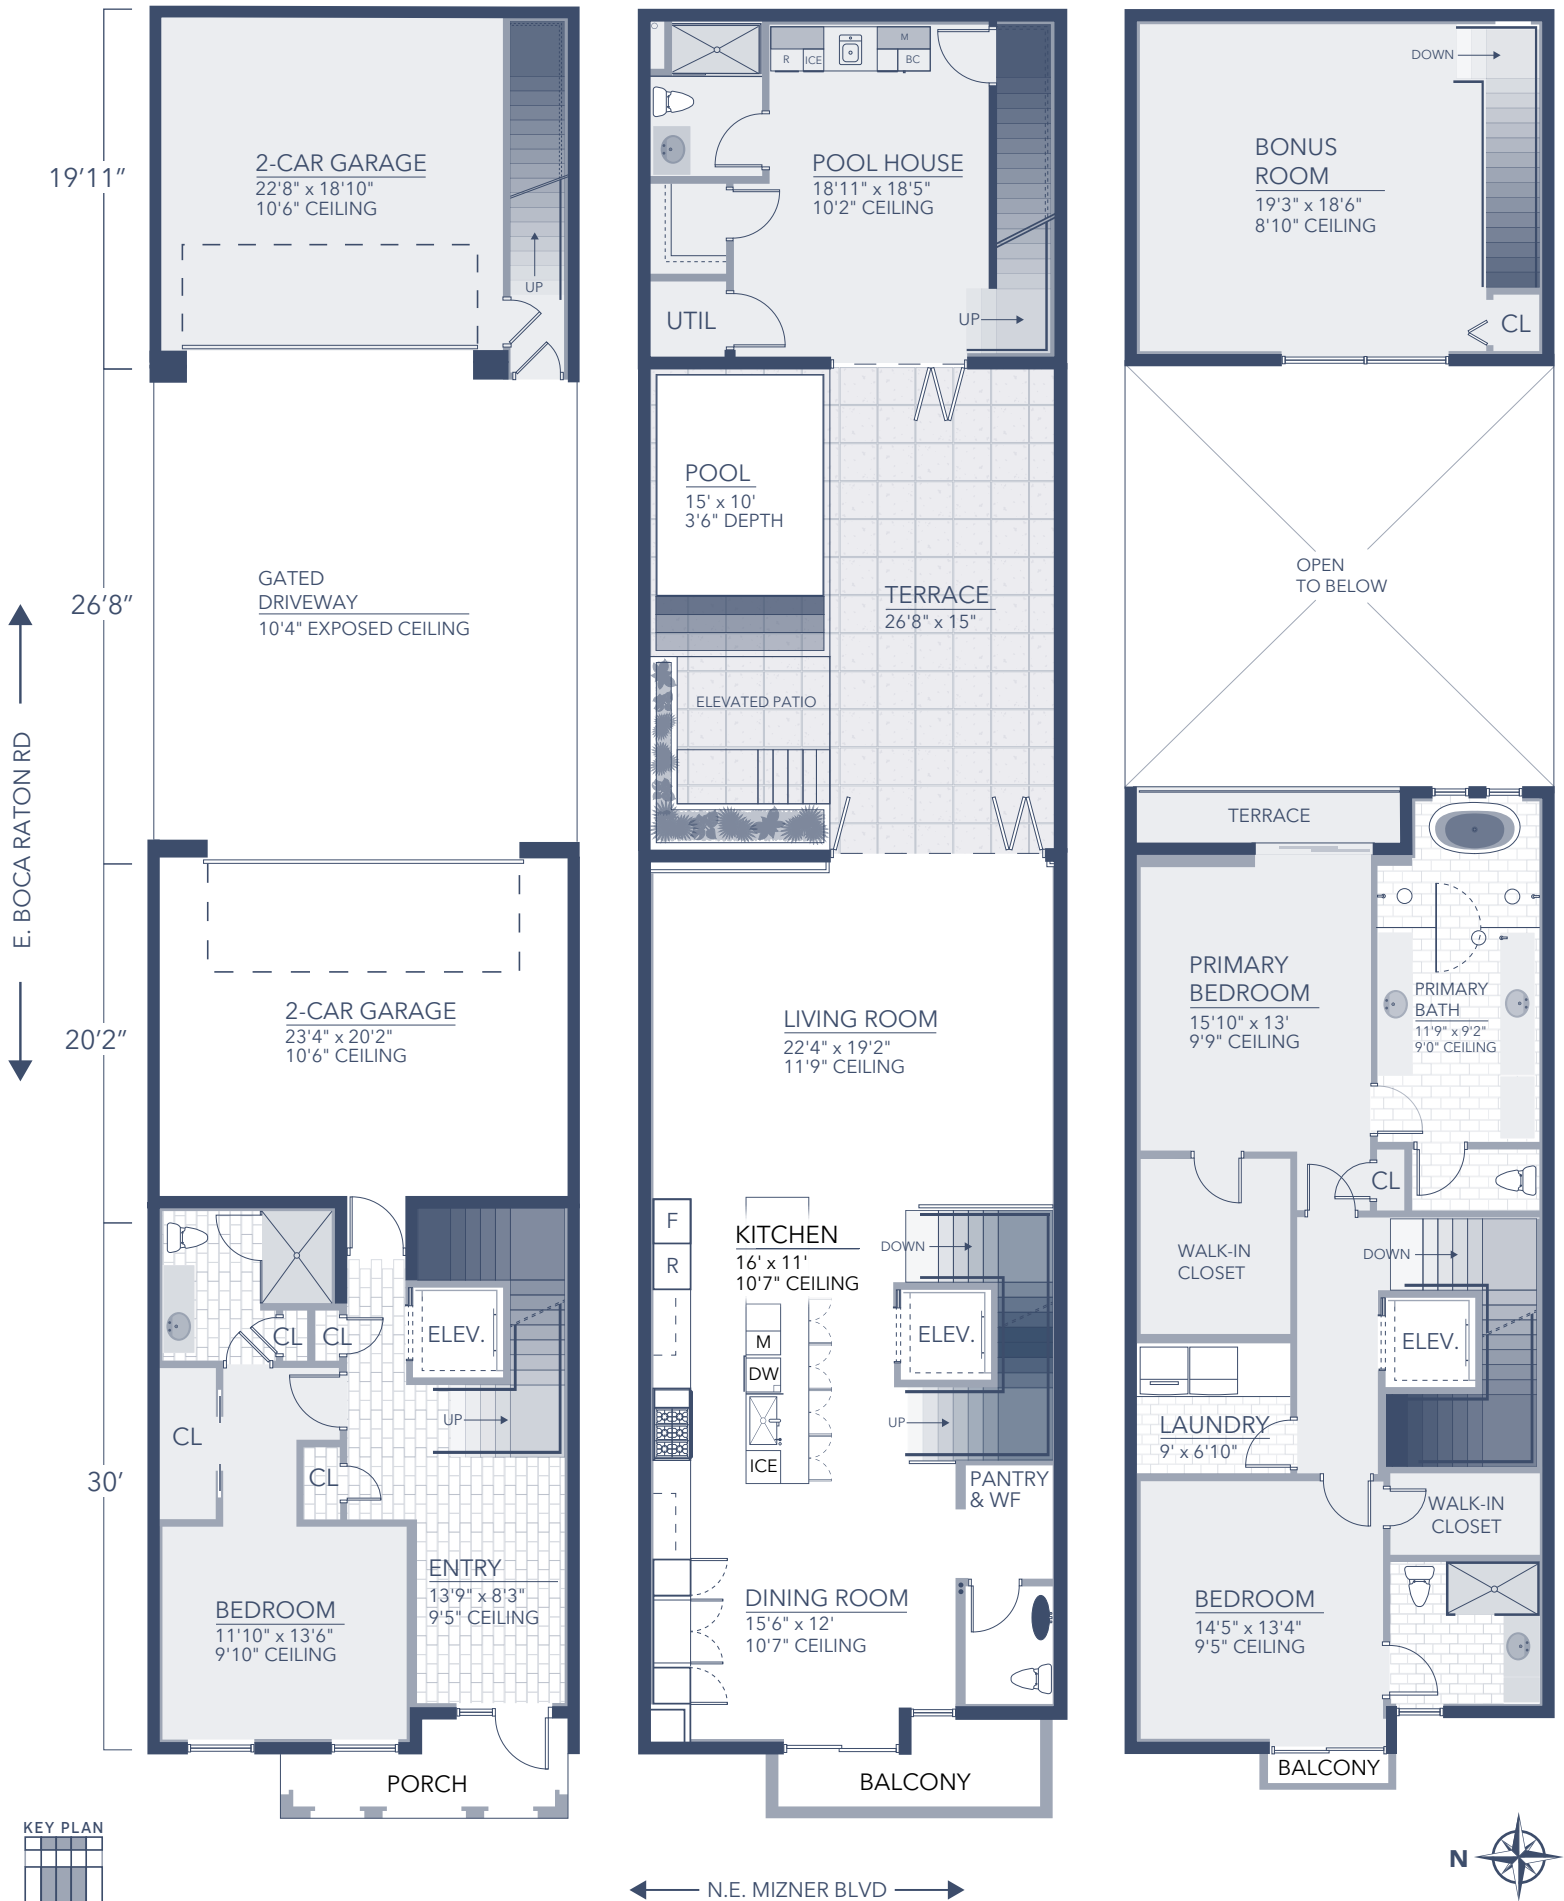 19'11"
26'8"
20'2"
30'
E. BOCA RATON RD
2-CAR GARAGE
22'8" x 18'10"
10'6" CEILING
UP
GATED
DRIVEWAY
10'4" EXPOSED CEILING
2-CAR GARAGE
23'4" x 20'2"
10'6" CEILING
CL
CL
ELEV.
CL
UP
CL
ENTRY
13'9" x 8'3"
9'5" CEILING
BEDROOM
11'10" x 13'6"
9'10" CEILING
PORCH
R
ICE
M
BC
POOL HOUSE
18'11" x 18'5"
10'2" CEILING
UTIL
UP
POOL
15' x 10'
3'6" DEPTH
TERRACE
26'8" x 15"
ELEVATED PATIO
LIVING ROOM
22'4" x 19'2"
11'9" CEILING
F
R
KITCHEN
16' x 11'
10'7" CEILING
DOWN
ELEV.
M
DW
ICE
UP
PANTRY
& WF
DINING ROOM
15'6" x 12'
10'7" CEILING
BALCONY
DOWN
BONUS
ROOM
19'3" x 18'6"
8'10" CEILING
CL
OPEN
TO BELOW
TERRACE
PRIMARY
BEDROOM
15'10" x 13'
9'9" CEILING
PRIMARY
BATH
11'9" x 9'2"
9'0" CEILING
CL
WALK-IN
CLOSET
DOWN
ELEV.
LAUNDRY
9' x 6'10"
WALK-IN
CLOSET
BEDROOM
14'5" x 13'4"
9'5" CEILING
BALCONY
KEY PLAN
N.E. MIZNER BLVD
N